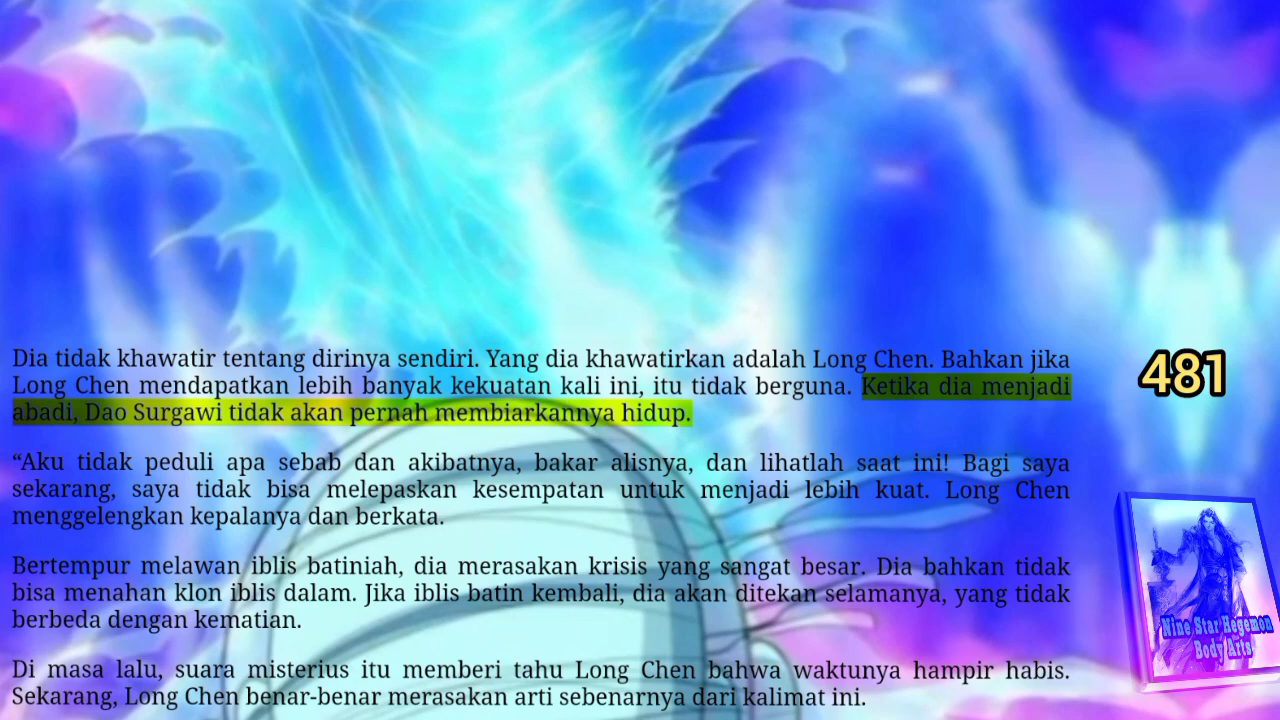 Dia tidak khawatir tentang dirinya sendiri. Yang dia khawatirkan adalah Long Chen. Bahkan jika
Long Chen mendapatkan lebih banyak kekuatan kali ini, itu tidak berguna. Ketika dia menjadi
abadi, Dao Surgawi tidak akan pernah membiarkannya hidup.
“Aku tidak peduli apa sebab dan akibatnya, bakar alisnya, dan lihatlah saat ini! Bagi saya
sekarang, saya tidak bisa melepaskan kesempatan untuk menjadi lebih kuat. Long Chen
menggelengkan kepalanya dan berkata.
Bertempur melawan iblis batiniah, dia merasakan krisis yang sangat besar. Dia bahkan tidak
bisa menahan klon iblis dalam. Jika iblis batin kembali, dia akan ditekan selamanya, yang tidak
berbeda dengan kematian.
Di masa lalu, suara misterius itu memberi tahu Long Chen bahwa waktunya hampir habis.
Sekarang, Long Chen benar-benar merasakan arti sebenarnya dari kalimat ini.
481
Nine Star Hegemon
Body Arts